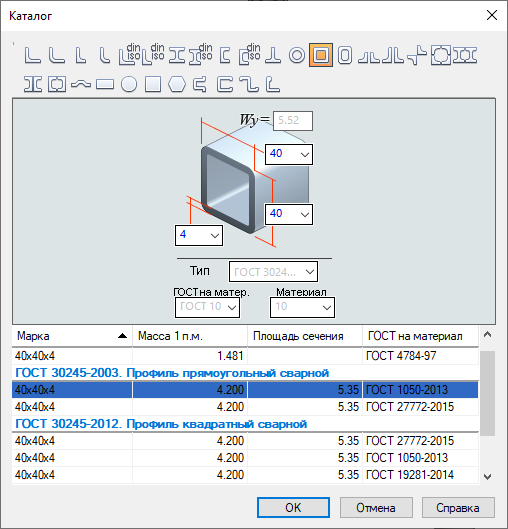 Каталог
din iso din iso din iso din iso
Wy = 5.52
40
40
4
Тип ГОСТ 3024...
ГОСТ на матер. Материал
ГОСТ 10 10
Марка Масса 1 п.м. Площадь сечения ГОСТ на материал
40x40x4 1.481 ГОСТ 4784-97
ГОСТ 30245-2003. Профиль прямоугольный сварной
40x40x4 4.200 5.35 ГОСТ 1050-2013
40x40x4 4.200 5.35 ГОСТ 27772-2015
ГОСТ 30245-2012. Профиль квадратный сварной
40x40x4 4.200 5.35 ГОСТ 27772-2015
40x40x4 4.200 5.35 ГОСТ 1050-2013
40x40x4 4.200 5.35 ГОСТ 19281-2014
OK Отмена Справка